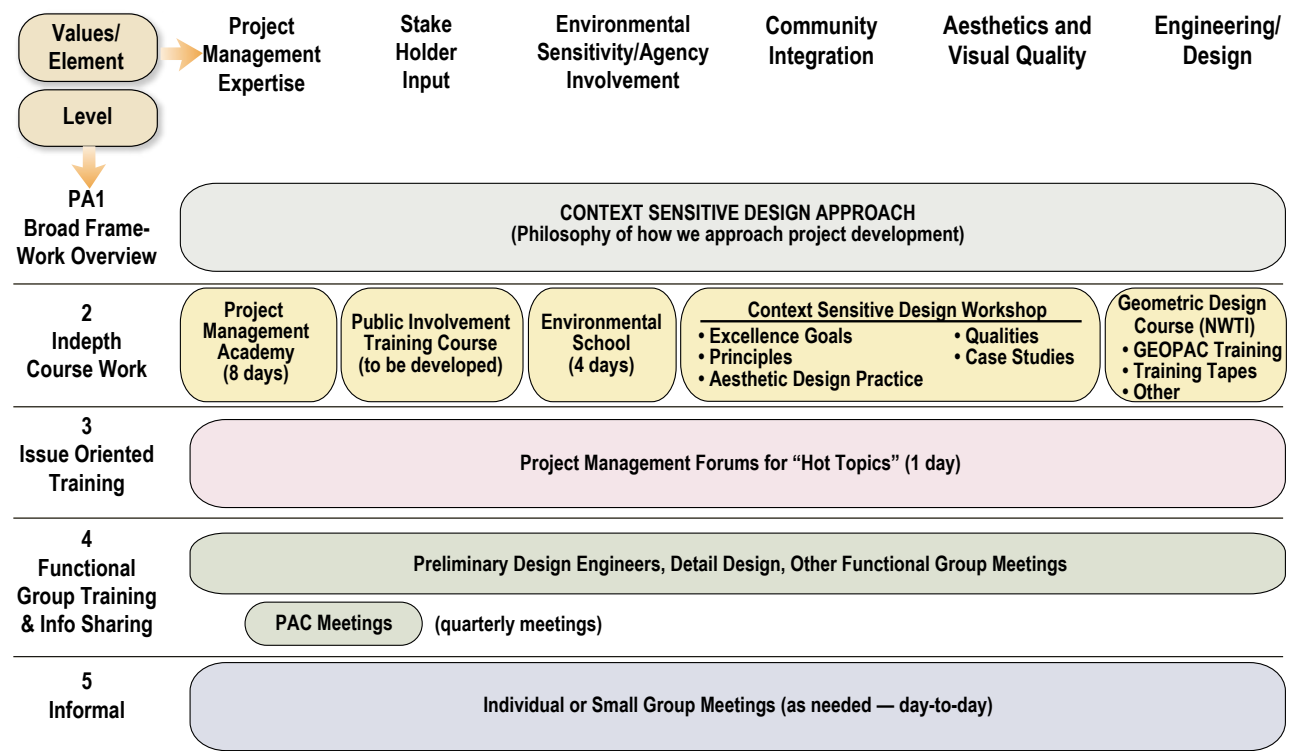 Values/
Element
Project
Management
Expertise
Stake
Holder
Input
Environmental
Sensitivity/Agency
Involvement
Community
Integration
Aesthetics and
Visual Quality
Engineering/
Design
Level
PA1
Broad Frame-
Work Overview
CONTEXT SENSITIVE DESIGN APPROACH
(Philosophy of how we approach project development)
2
Indepth
Course Work
Project
Management
Academy
(8 days)
Public Involvement
Training Course
(to be developed)
Environmental
School
(4 days)
Context Sensitive Design Workshop
• Excellence Goals
• Principles
• Aesthetic Design Practice
• Qualities
• Case Studies
Geometric Design
Course (NWTI)
• GEOPAC Training
• Training Tapes
• Other
3
Issue Oriented
Training
Project Management Forums for “Hot Topics” (1 day)
4
Functional
Group Training
& Info Sharing
Preliminary Design Engineers, Detail Design, Other Functional Group Meetings
PAC Meetings (quarterly meetings)
5
Informal
Individual or Small Group Meetings (as needed — day-to-day)